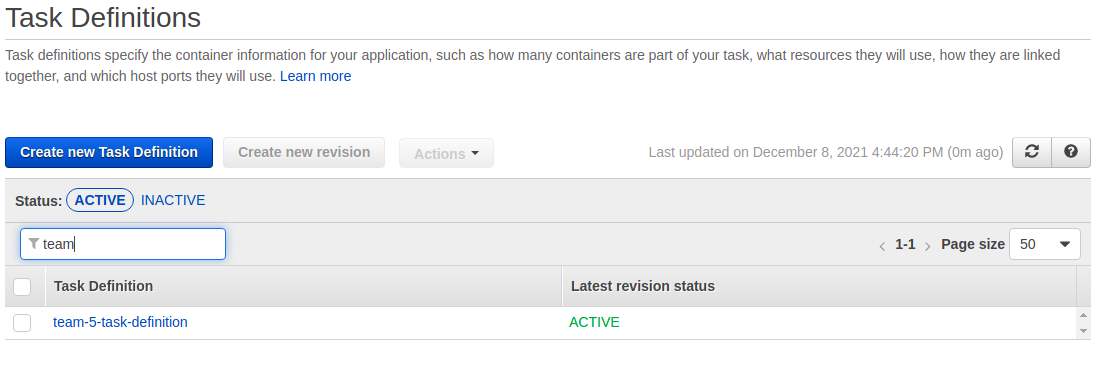 Task Definitions
Task definitions specify the container information for your application, such as how many containers are part of your task, what resources they will use, how they are linked
together, and which host ports they will use. Learn more
Create new Task Definition Create new revision Actions Last updated on December 8, 2021 4:44:20 PM (0m ago)
Status: ACTIVE INACTIVE
team 1-1 Page size 50
Task Definition Latest revision status
team-5-task-definition ACTIVE